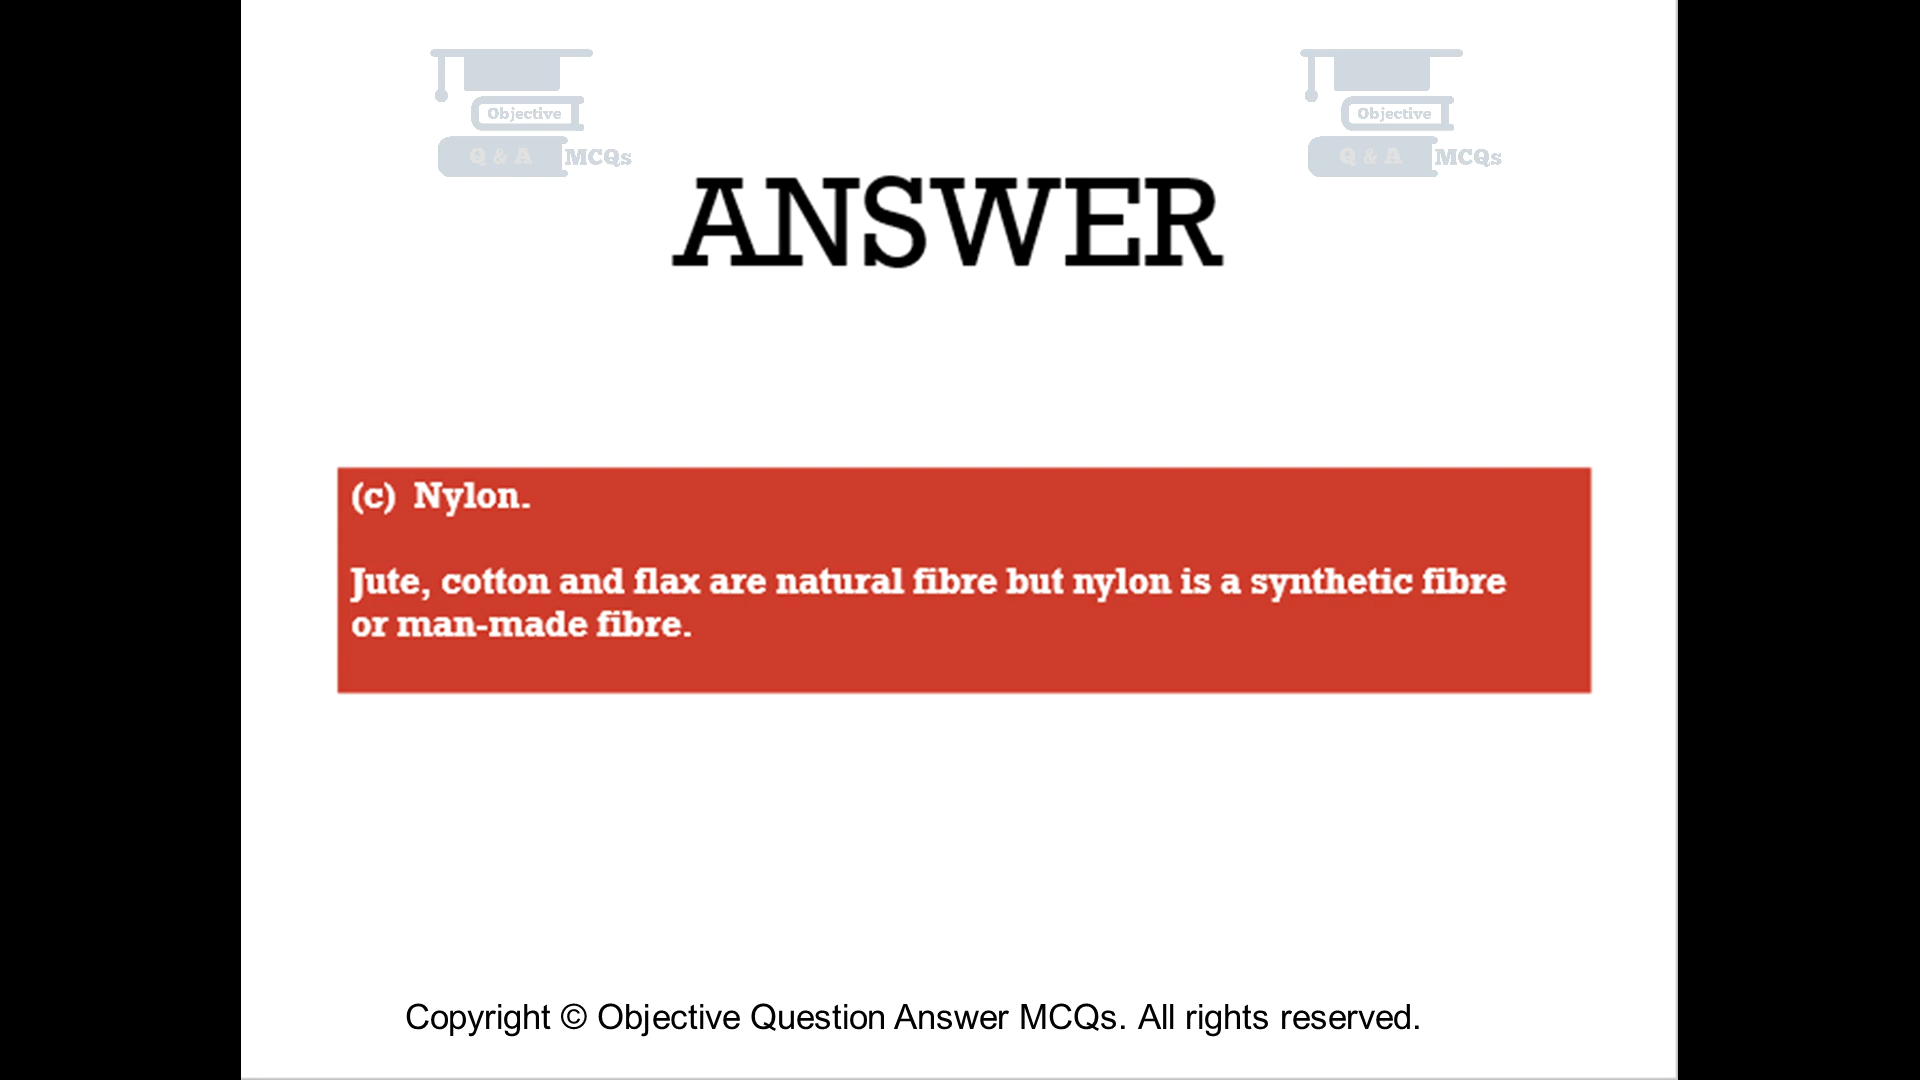 Objective
Q & A MCQs
Objective
Q & A MCQs
ANSWER
(c) Nylon.
Jute, cotton and flax are natural fibre but nylon is a synthetic fibre
or man-made fibre.
Copyright © Objective Question Answer MCQs. All rights reserved.